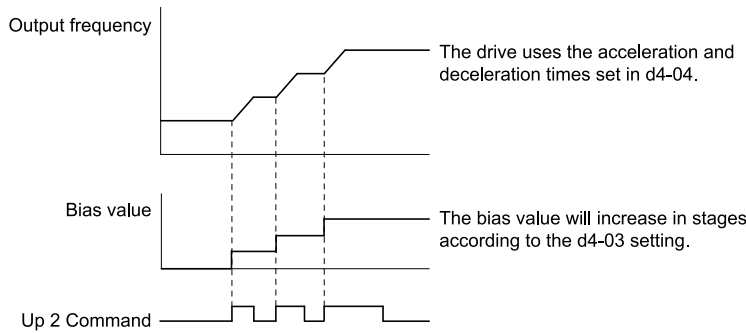 Output frequency
The drive uses the acceleration and
deceleration times set in d4-04.
Bias value
The bias value will increase in stages
according to the d4-03 setting.
Up 2 Command